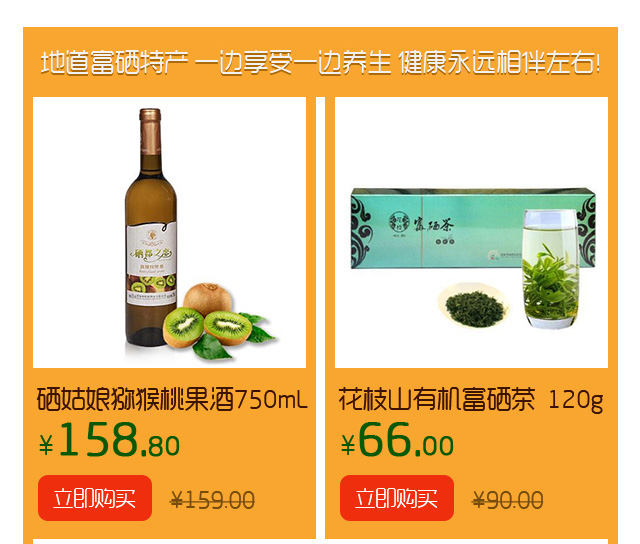 地道富硒特产 一边享受一边养生 健康永远相伴左右!
富硒茶
硒姑娘猕猴桃果酒750mL
¥158.80
立即购买 ¥159.00
花枝山有机富硒茶 120g
¥66.00
立即购买 ¥90.00